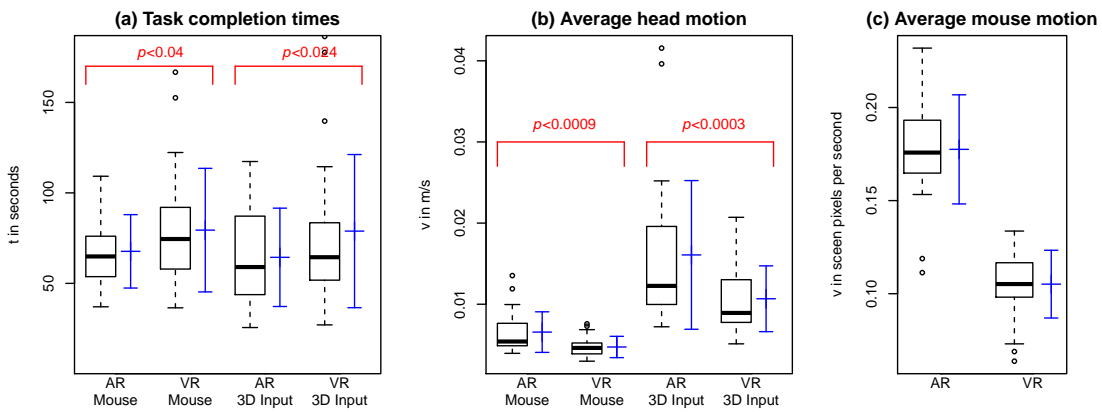 (a) Task completion times
t in seconds
50
100
150
p<0.04
p<0.024
AR
Mouse
VR
Mouse
AR
3D Input
VR
3D Input
(b) Average head motion
v in m/s
0.01
0.02
0.03
0.04
p<0.0009
p<0.0003
AR
Mouse
VR
Mouse
AR
3D Input
VR
3D Input
(c) Average mouse motion
v in sceen pixels per second
0.10
0.15
0.20
AR
VR